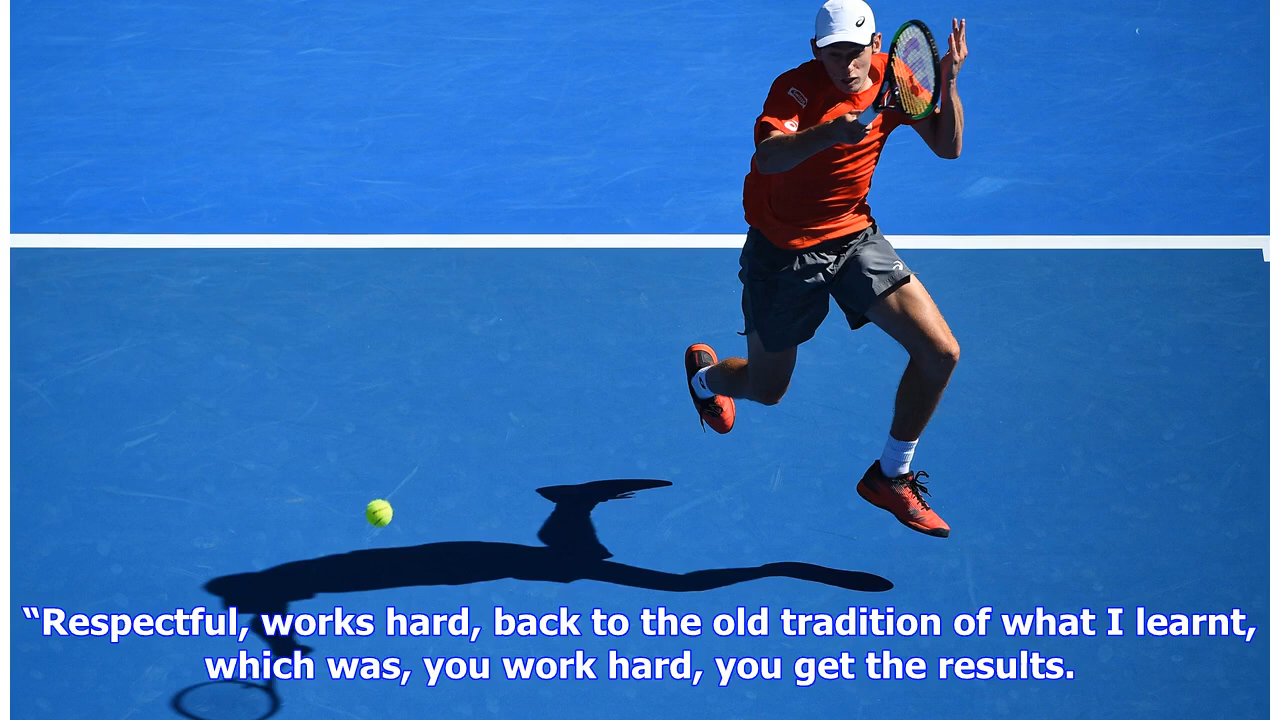 “Respectful, works hard, back to the old tradition of what I learnt,
which was, you work hard, you get the results.